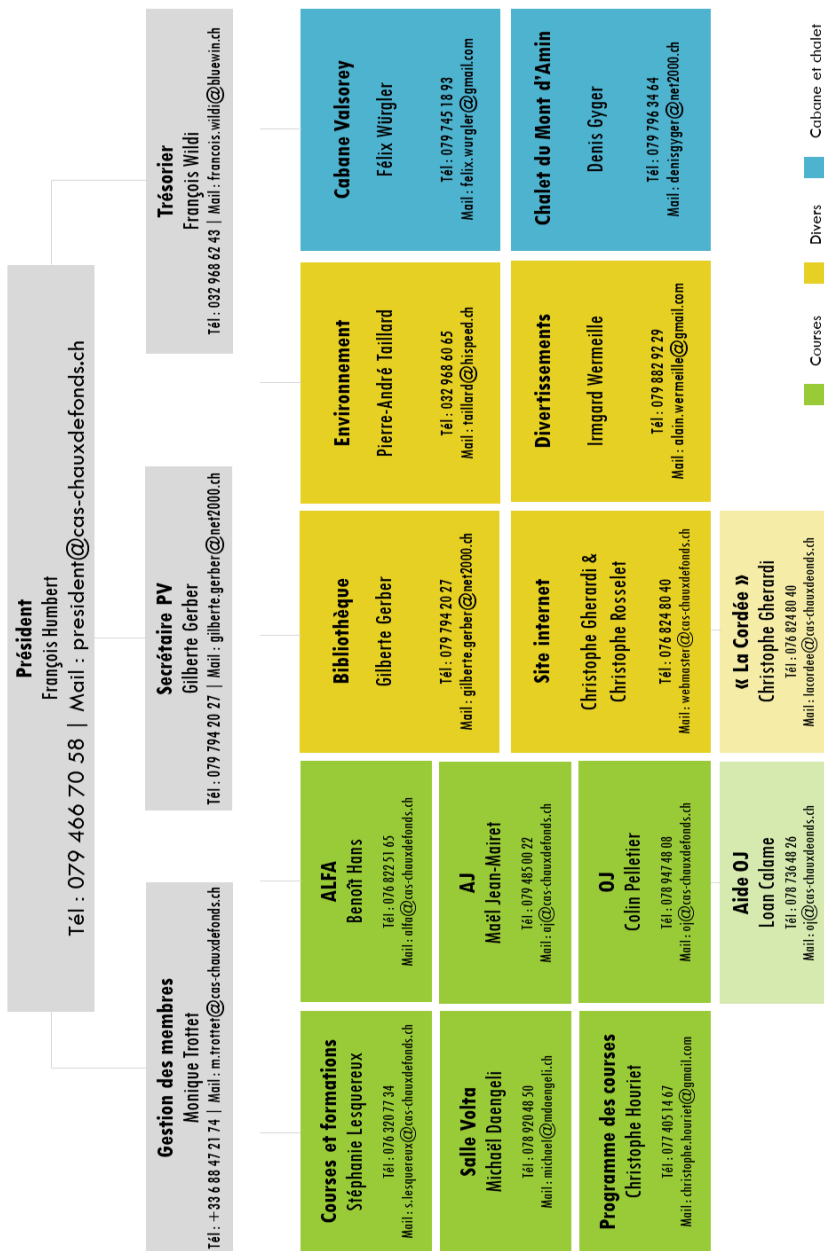 Président
François Humbert
Tél : 079 466 70 58 | Mail : president@cas-chauxdefonds.ch
Gestion des membres
Monique Trottet
Tél : +33 6 88 47 21 74 | Mail : m.trottet@cas-chauxdefonds.ch
Secrétaire PV
Gilberte Gerber
Tél : 079 794 20 27 | Mail : gilberte.gerber@net2000.ch
Trésorier
François Wildi
Tél : 032 968 62 43 | Mail : francois.wildi@bluewin.ch
Courses et formations
Stéphanie Lesquereux
Tél : 076 320 77 34
Mail : s.lesquereux@cas-chauxdefonds.ch
Salle Volta
Michaël Daengeli
Tél : 078 920 48 50
Mail : michael@mdaengeli.ch
Programme des courses
Christophe Houriet
Tél : 077 405 14 67
Mail : christophe.houriet@gmail.com
ALFA
Benoît Hans
Tél : 076 822 51 65
Mail : alfa@cas-chauxdefonds.ch
AJ
Maël Jean-Mairet
Tél : 079 485 00 22
Mail : aj@cas-chauxdefonds.ch
OJ
Colin Pelletier
Tél : 078 947 48 08
Mail : oj@cas-chauxdefonds.ch
Aide OJ
Loan Calame
Tél : 078 736 48 26
Mail : oj@cas-chauxdeonds.ch
Bibliothèque
Gilberte Gerber
Tél : 079 794 20 27
Mail : gilberte.gerber@net2000.ch
Site internet
Christophe Gherardi &
Christophe Rosselet
Tél : 076 824 80 40
Mail : webmaster@cas-chauxdefonds.ch
« La Cordée »
Christophe Gherardi
Tél : 076 824 80 40
Mail : lacordee@cas-chauxdeonds.ch
Environnement
Pierre-André Taillard
Tél : 032 968 60 65
Mail : taillard@hispeed.ch
Divertissements
Irmgard Wermeille
Tél : 079 882 92 29
Mail : alain.wermeille@gmail.com
Cabane Valsorey
Félix Würgler
Tél : 079 745 18 93
Mail : felix.wurgler@gmail.com
Chalet du Mont d'Amin
Denis Gyger
Tél : 079 796 34 64
Mail : denisgyger@net2000.ch
Courses
Divers
Cabane et chalet